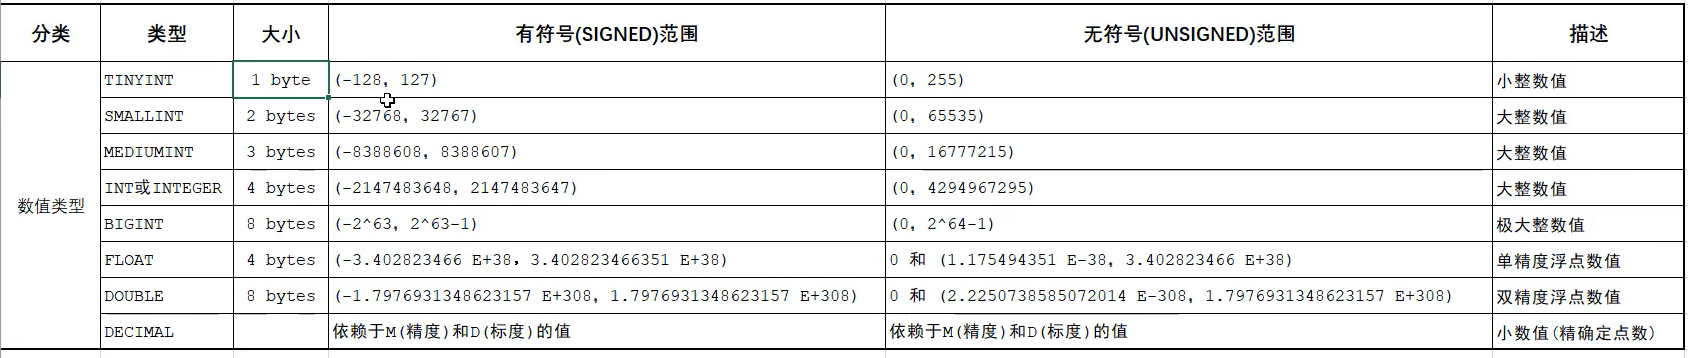 分类 类型 大小 有符号(SIGNED)范围 无符号(UNSIGNED)范围 描述
数值类型
TINYINT 1 byte (-128, 127) (0, 255) 小整数值
SMALLINT 2 bytes (-32768, 32767) (0, 65535) 大整数值
MEDIUMINT 3 bytes (-8388608, 8388607) (0, 16777215) 大整数值
INT或INTEGER 4 bytes (-2147483648, 2147483647) (0, 4294967295) 大整数值
BIGINT 8 bytes (-2^63, 2^63-1) (0, 2^64-1) 极大整数值
FLOAT 4 bytes (-3.402823466 E+38, 3.402823466351 E+38) 0 和 (1.175494351 E-38, 3.402823466 E+38) 单精度浮点数值
DOUBLE 8 bytes (-1.7976931348623157 E+308, 1.7976931348623157 E+308) 0 和 (2.2250738585072014 E-308, 1.7976931348623157 E+308) 双精度浮点数值
DECIMAL 依赖于M(精度)和D(标度)的值 依赖于M(精度)和D(标度)的值 小数值(精确定点数)